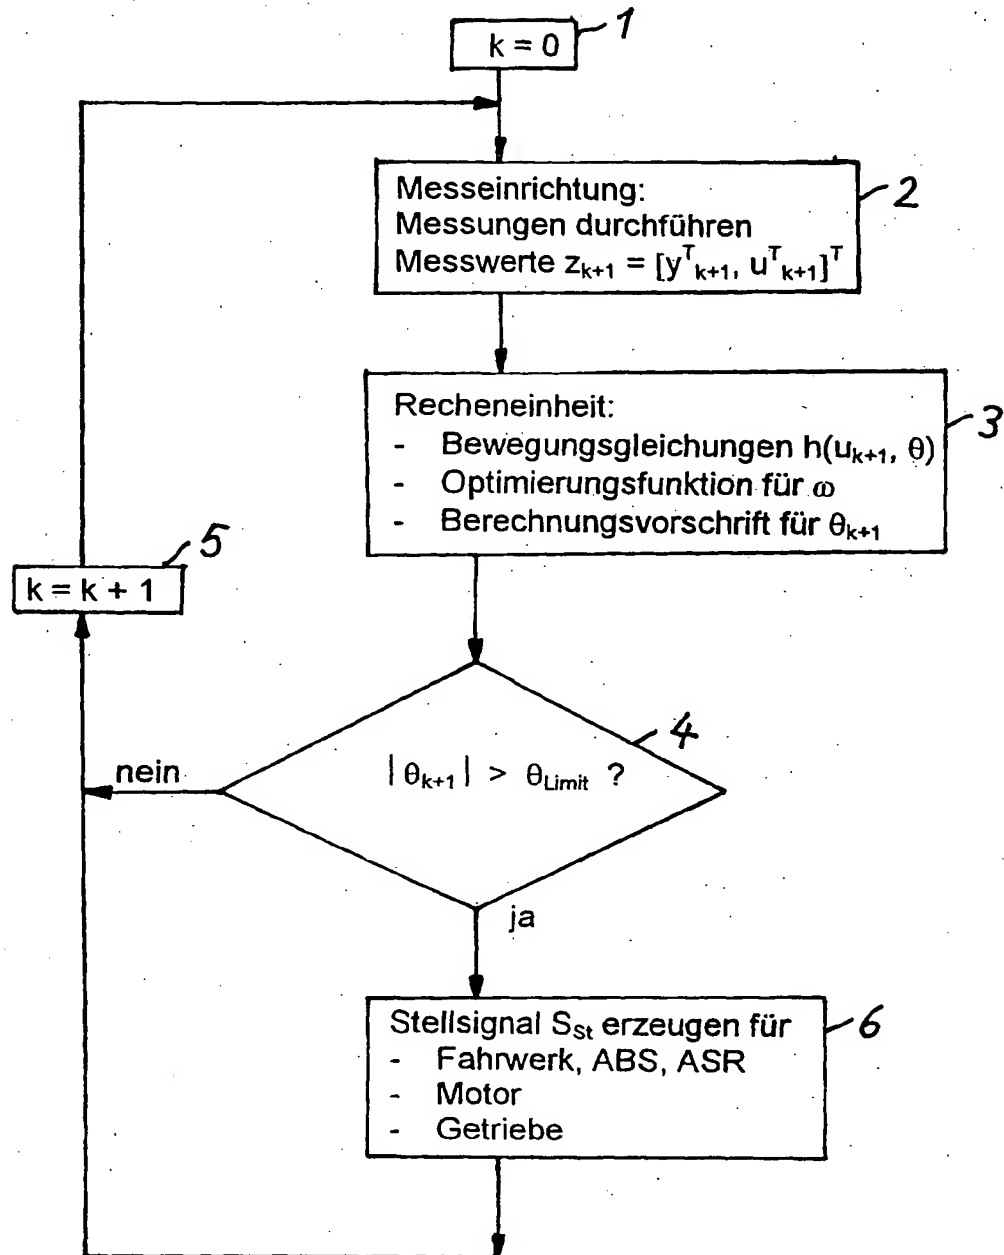 k = 0
1
Messeinrichtung:
Messungen durchführen
Messwerte z_{k+1} = [y^T_{k+1}, u^T_{k+1}]^T
2
Recheneinheit:
- Bewegungsgleichungen h(u_{k+1}, θ)
- Optimierungsfunktion für ω
- Berechnungsvorschrift für θ_{k+1}
3
5
k = k + 1
4
nein
| θ_{k+1} | > θ_{Limit} ?
ja
Stellsignal S_{St} erzeugen für
- Fahrwerk, ABS, ASR
- Motor
- Getriebe
6